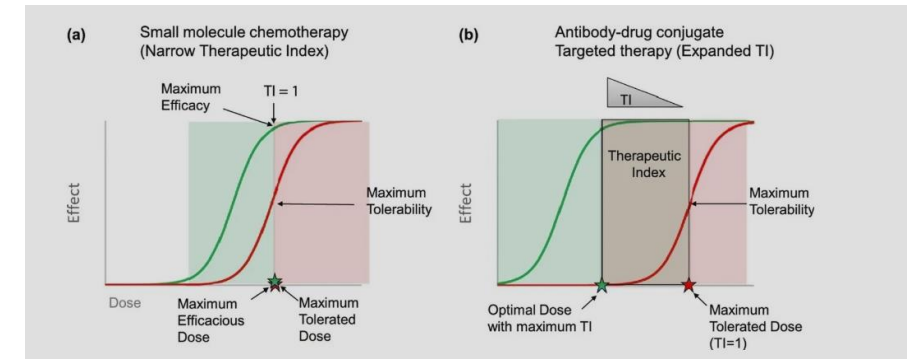 (a)
Small molecule chemotherapy
(Narrow Therapeutic Index)
Maximum
Efficacy
TI = 1
Maximum
Tolerability
Effect
Dose
Maximum
Efficacious
Dose
Maximum
Tolerated
Dose
(b)
Antibody-drug conjugate
Targeted therapy (Expanded TI)
TI
Therapeutic
Index
Maximum
Tolerability
Effect
Optimal Dose
with maximum TI
Maximum
Tolerated Dose
(TI=1)